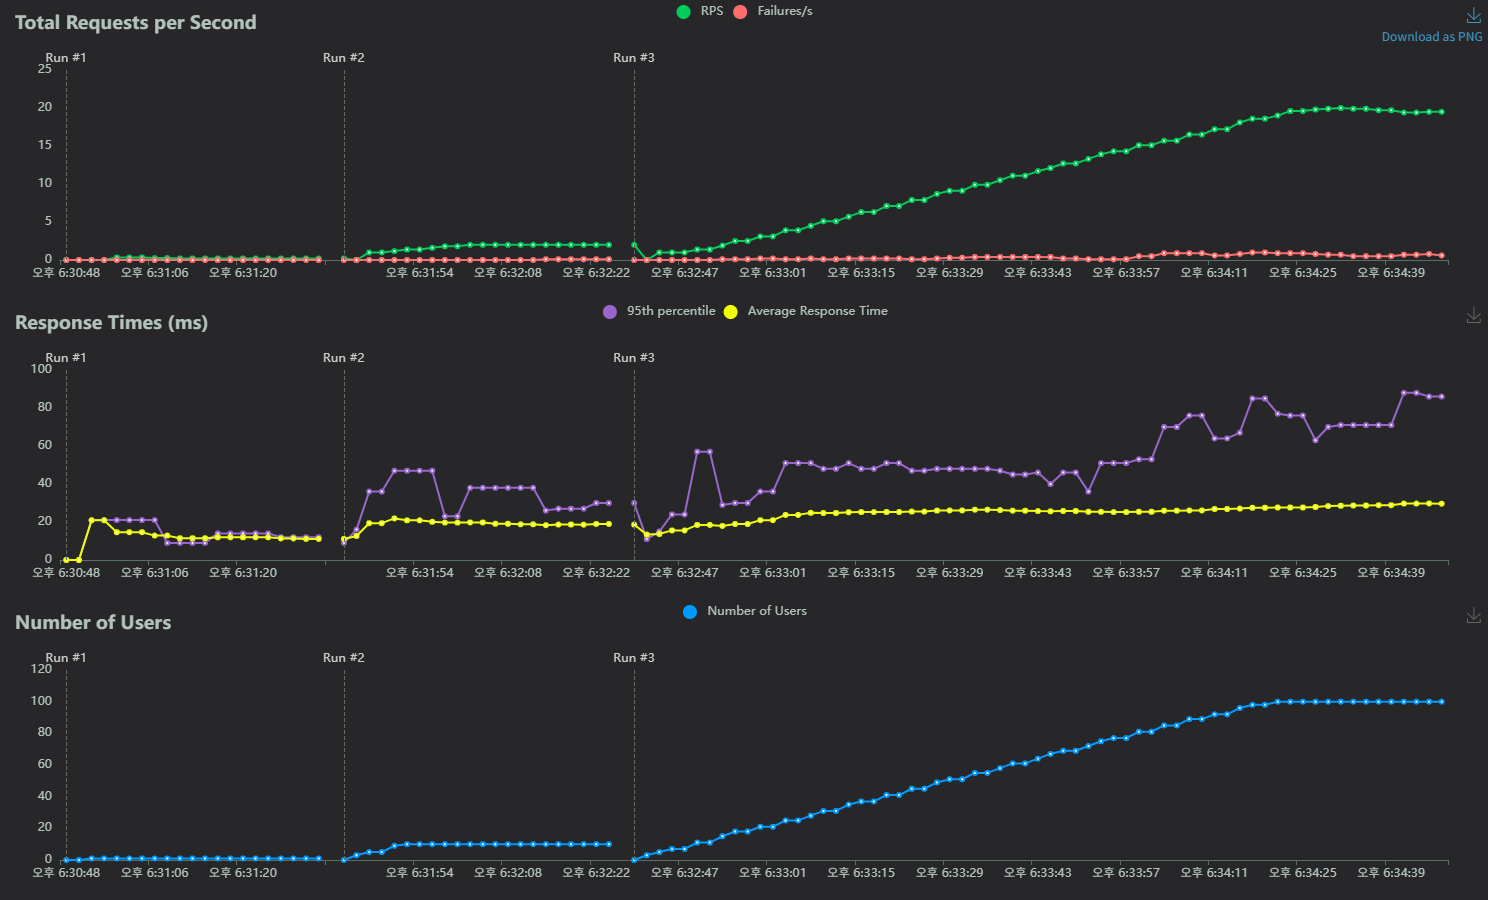 Total Requests per Second
RPS Failures/s
Download as PNG
Run #1 Run #2 Run #3
25
20
15
10
5
0
오후 6:30:48 오후 6:31:06 오후 6:31:20 오후 6:31:54 오후 6:32:08 오후 6:32:22 오후 6:32:47 오후 6:33:01 오후 6:33:15 오후 6:33:29 오후 6:33:43 오후 6:33:57 오후 6:34:11 오후 6:34:25 오후 6:34:39
Response Times (ms)
95th percentile Average Response Time
Run #1 Run #2 Run #3
100
80
60
40
20
0
오후 6:30:48 오후 6:31:06 오후 6:31:20 오후 6:31:54 오후 6:32:08 오후 6:32:22 오후 6:32:47 오후 6:33:01 오후 6:33:15 오후 6:33:29 오후 6:33:43 오후 6:33:57 오후 6:34:11 오후 6:34:25 오후 6:34:39
Number of Users
Number of Users
Run #1 Run #2 Run #3
120
100
80
60
40
20
0
오후 6:30:48 오후 6:31:06 오후 6:31:20 오후 6:31:54 오후 6:32:08 오후 6:32:22 오후 6:32:47 오후 6:33:01 오후 6:33:15 오후 6:33:29 오후 6:33:43 오후 6:33:57 오후 6:34:11 오후 6:34:25 오후 6:34:39